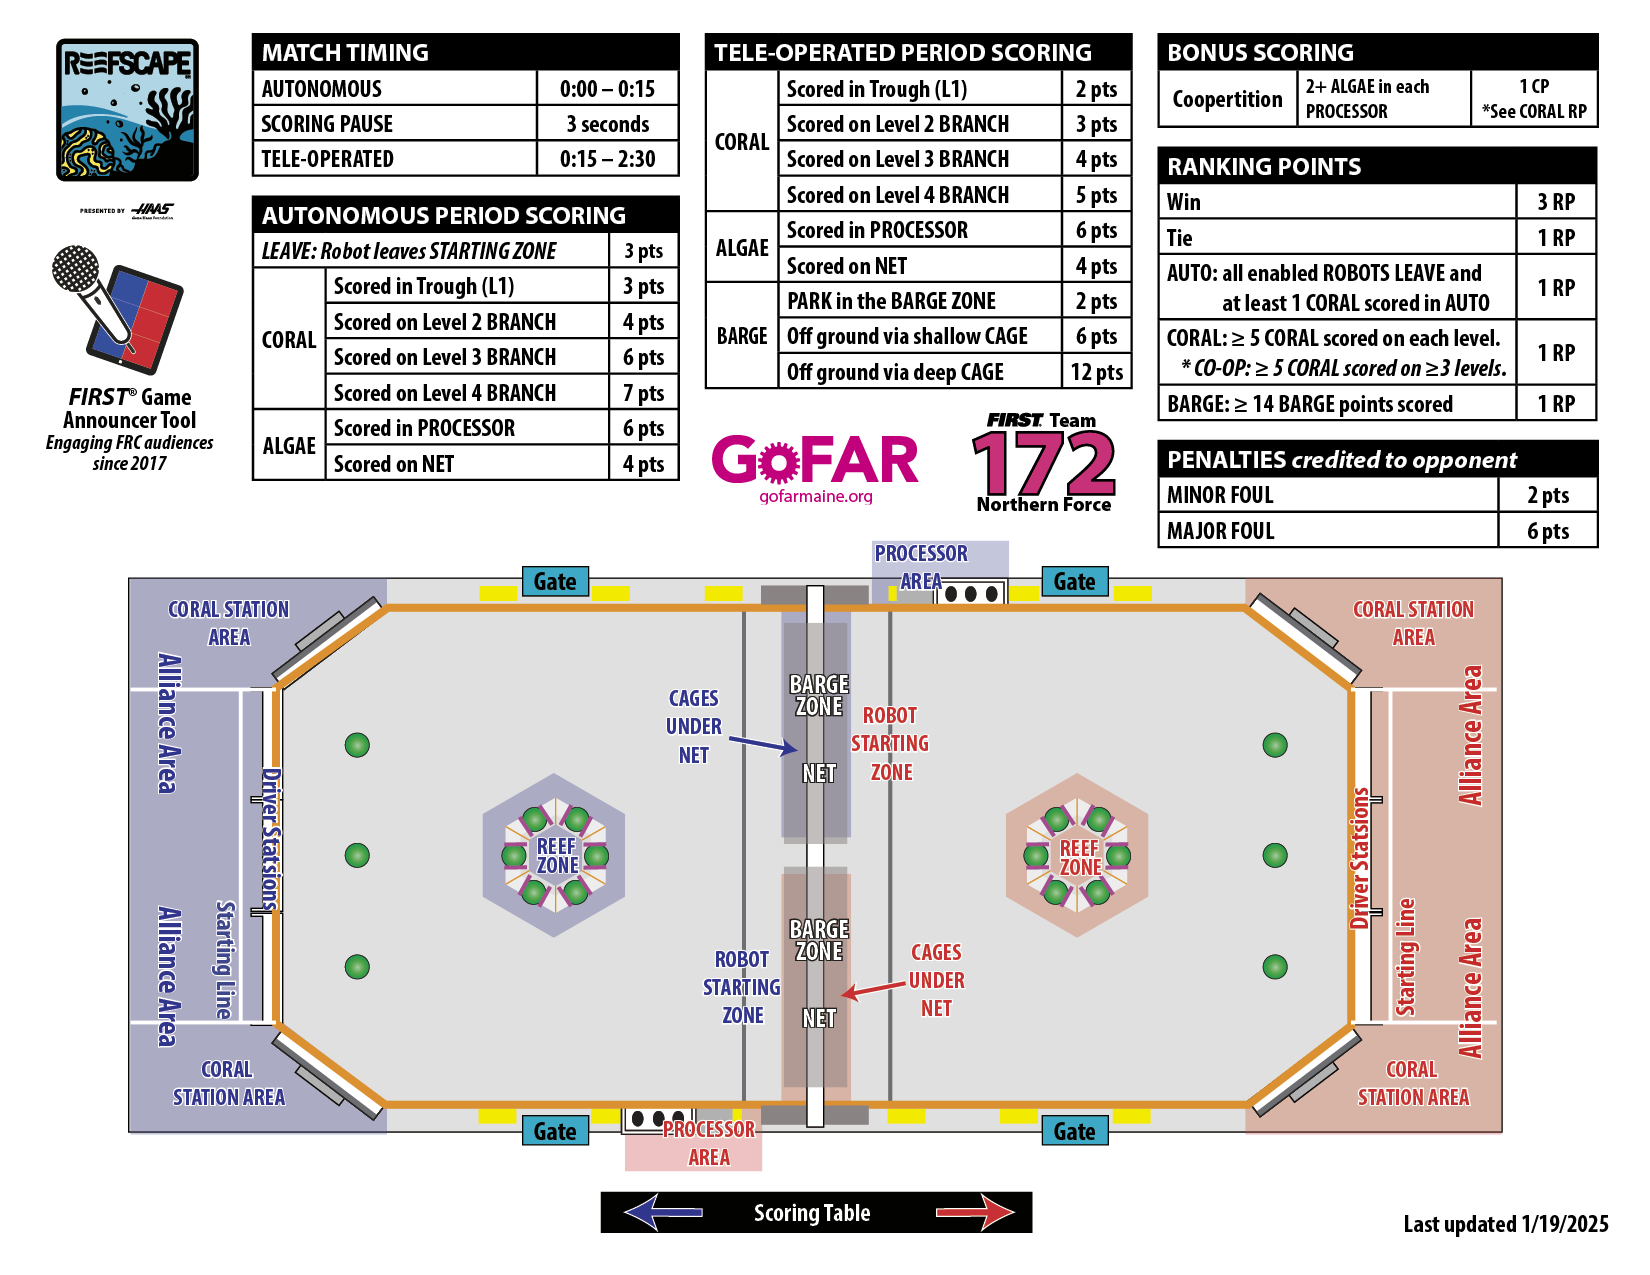 REEFSCAPE
PRESENTED BY HAAS
Gene Haas Foundation
FIRST® Game
Announcer Tool
Engaging FRC audiences
since 2017
MATCH TIMING
AUTONOMOUS 0:00 – 0:15
SCORING PAUSE 3 seconds
TELE-OPERATED 0:15 – 2:30
AUTONOMOUS PERIOD SCORING
LEAVE: Robot leaves STARTING ZONE 3 pts
CORAL
Scored in Trough (L1) 3 pts
Scored on Level 2 BRANCH 4 pts
Scored on Level 3 BRANCH 6 pts
Scored on Level 4 BRANCH 7 pts
ALGAE
Scored in PROCESSOR 6 pts
Scored on NET 4 pts
TELE-OPERATED PERIOD SCORING
CORAL
Scored in Trough (L1) 2 pts
Scored on Level 2 BRANCH 3 pts
Scored on Level 3 BRANCH 4 pts
Scored on Level 4 BRANCH 5 pts
ALGAE
Scored in PROCESSOR 6 pts
Scored on NET 4 pts
BARGE
PARK in the BARGE ZONE 2 pts
Off ground via shallow CAGE 6 pts
Off ground via deep CAGE 12 pts
GoFAR
gofarmaine.org
FIRST Team
172
Northern Force
BONUS SCORING
Coopertition
2+ ALGAE in each 1 CP
PROCESSOR *See CORAL RP
RANKING POINTS
Win 3 RP
Tie 1 RP
AUTO: all enabled ROBOTS LEAVE and
at least 1 CORAL scored in AUTO
1 RP
CORAL: ≥ 5 CORAL scored on each level.
* CO-OP: ≥ 5 CORAL scored on ≥3 levels.
1 RP
BARGE: ≥ 14 BARGE points scored 1 RP
PENALTIES credited to opponent
MINOR FOUL 2 pts
MAJOR FOUL 6 pts
PROCESSOR
AREA
Gate
Gate
CORAL STATION
AREA
CORAL STATION
AREA
Alliance Area
Alliance Area
Driver Statsions
Starting Line
CAGES
UNDER
NET
BARGE
ZONE
NET
ROBOT
STARTING
ZONE
REEF
ZONE
REEF
ZONE
Alliance Area
Alliance Area
Driver Statsions
Starting Line
ROBOT
STARTING
ZONE
BARGE
ZONE
NET
CAGES
UNDER
NET
CORAL
STATION AREA
CORAL
STATION AREA
Gate
Gate
PROCESSOR
AREA
Scoring Table
Last updated 1/19/2025